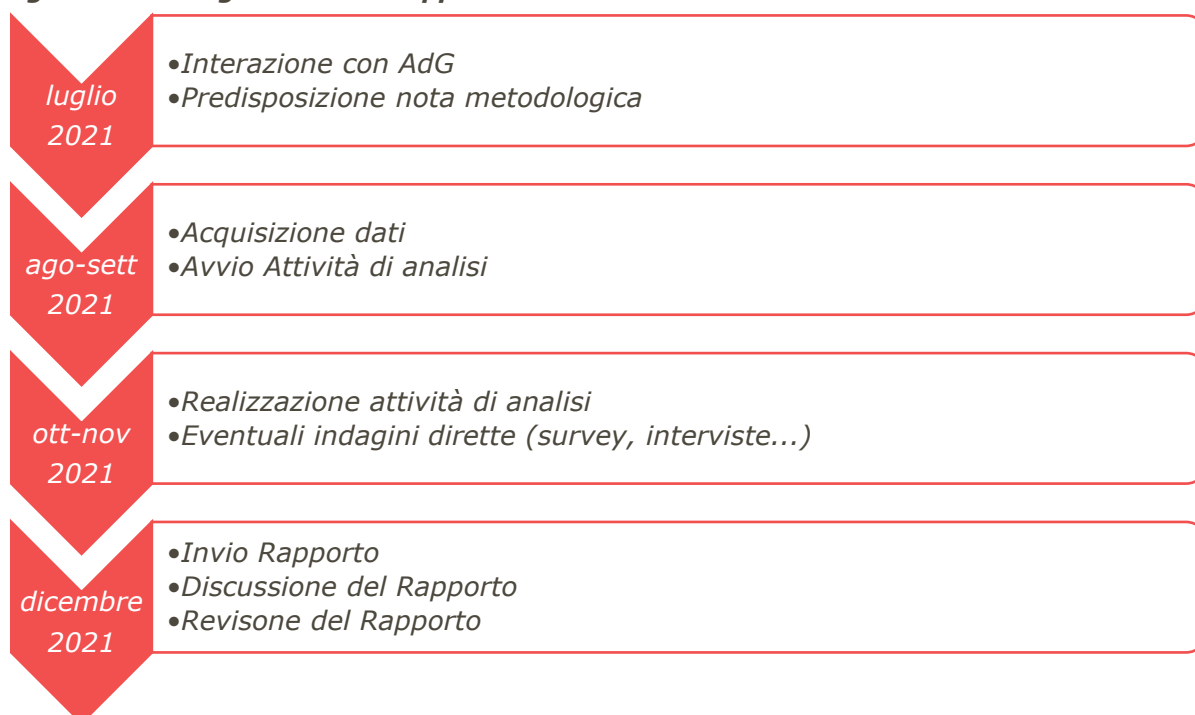 luglio
2021
•Interazione con AdG
•Predisposizione nota metodologica
ago-sett
2021
•Acquisizione dati
•Avvio Attività di analisi
ott-nov
2021
•Realizzazione attività di analisi
•Eventuali indagini dirette (survey, interviste...)
dicembre
2021
•Invio Rapporto
•Discussione del Rapporto
•Revisone del Rapporto